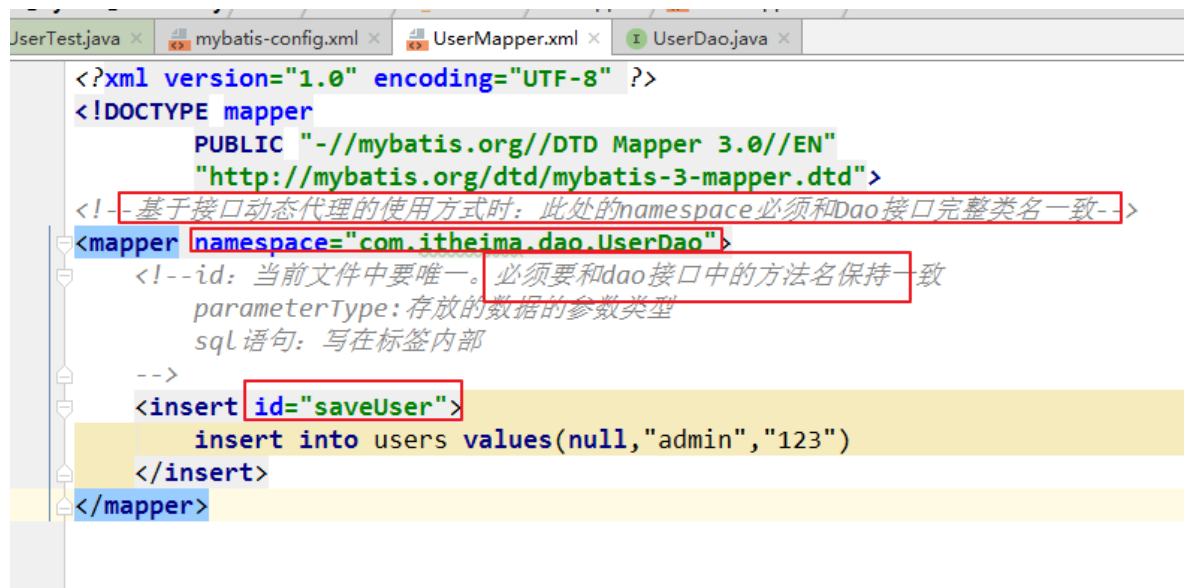 UserTest.java mybatis-config.xml UserMapper.xml UserDao.java
<?xml version="1.0" encoding="UTF-8" ?>
<!DOCTYPE mapper
PUBLIC "-//mybatis.org//DTD Mapper 3.0//EN"
"http://mybatis.org/dtd/mybatis-3-mapper.dtd">
<!--基于接口动态代理的使用方式时：此处的namespace必须和Dao接口完整类名一致-->
<mapper namespace="com.itheima.dao.UserDao">
<!--id：当前文件中要唯一。必须要和dao接口中的方法名保持一致
parameterType:存放的数据的参数类型
sql语句：写在标签内部
-->
<insert id="saveUser">
insert into users values(null,"admin","123")
</insert>
</mapper>